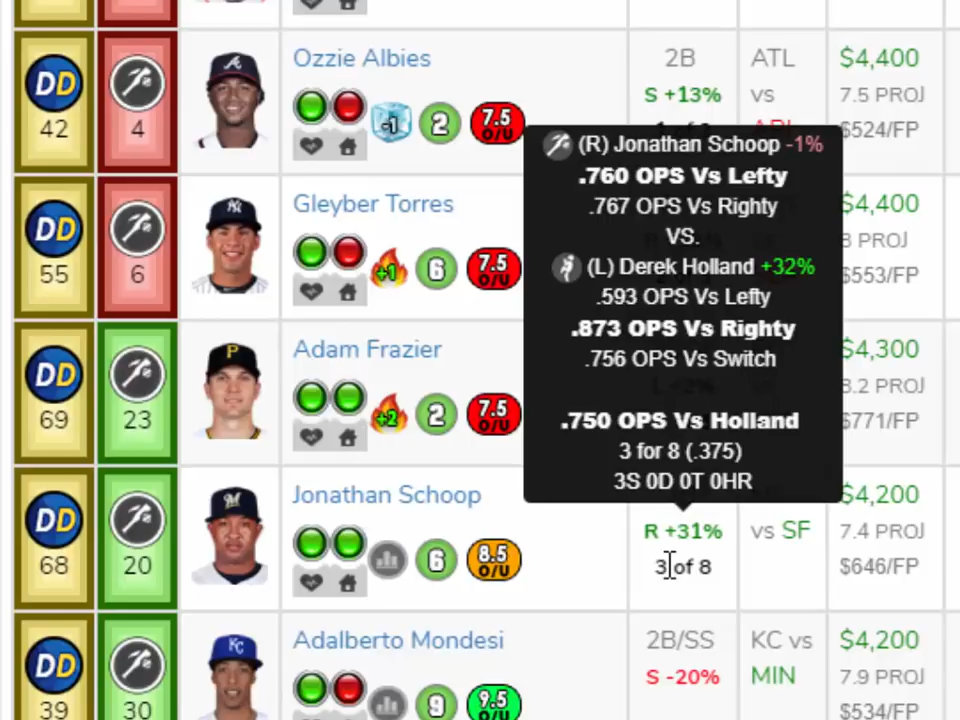 Ozzie Albies
2B
ATL
$4,400
DD
42
4
S +13%
vs
7.5 PROJ
-1
2
7.5
O/U
$524/FP
(R) Jonathan Schoop -1%
.760 OPS Vs Lefty
.767 OPS Vs Righty
VS.
(L) Derek Holland +32%
.593 OPS Vs Lefty
.873 OPS Vs Righty
.756 OPS Vs Switch
.750 OPS Vs Holland
3 for 8 (.375)
3S 0D 0T 0HR
Gleyber Torres
$4,400
DD
55
6
8 PROJ
+1
6
7.5
O/U
$553/FP
Adam Frazier
$4,300
DD
69
23
8.2 PROJ
+2
2
7.5
O/U
$771/FP
Jonathan Schoop
$4,200
DD
68
20
R +31%
vs SF
7.4 PROJ
6
8.5
O/U
3 of 8
$646/FP
Adalberto Mondesi
2B/SS
KC vs
$4,200
DD
39
30
S -20%
MIN
7.9 PROJ
9
9.5
O/U
$534/FP